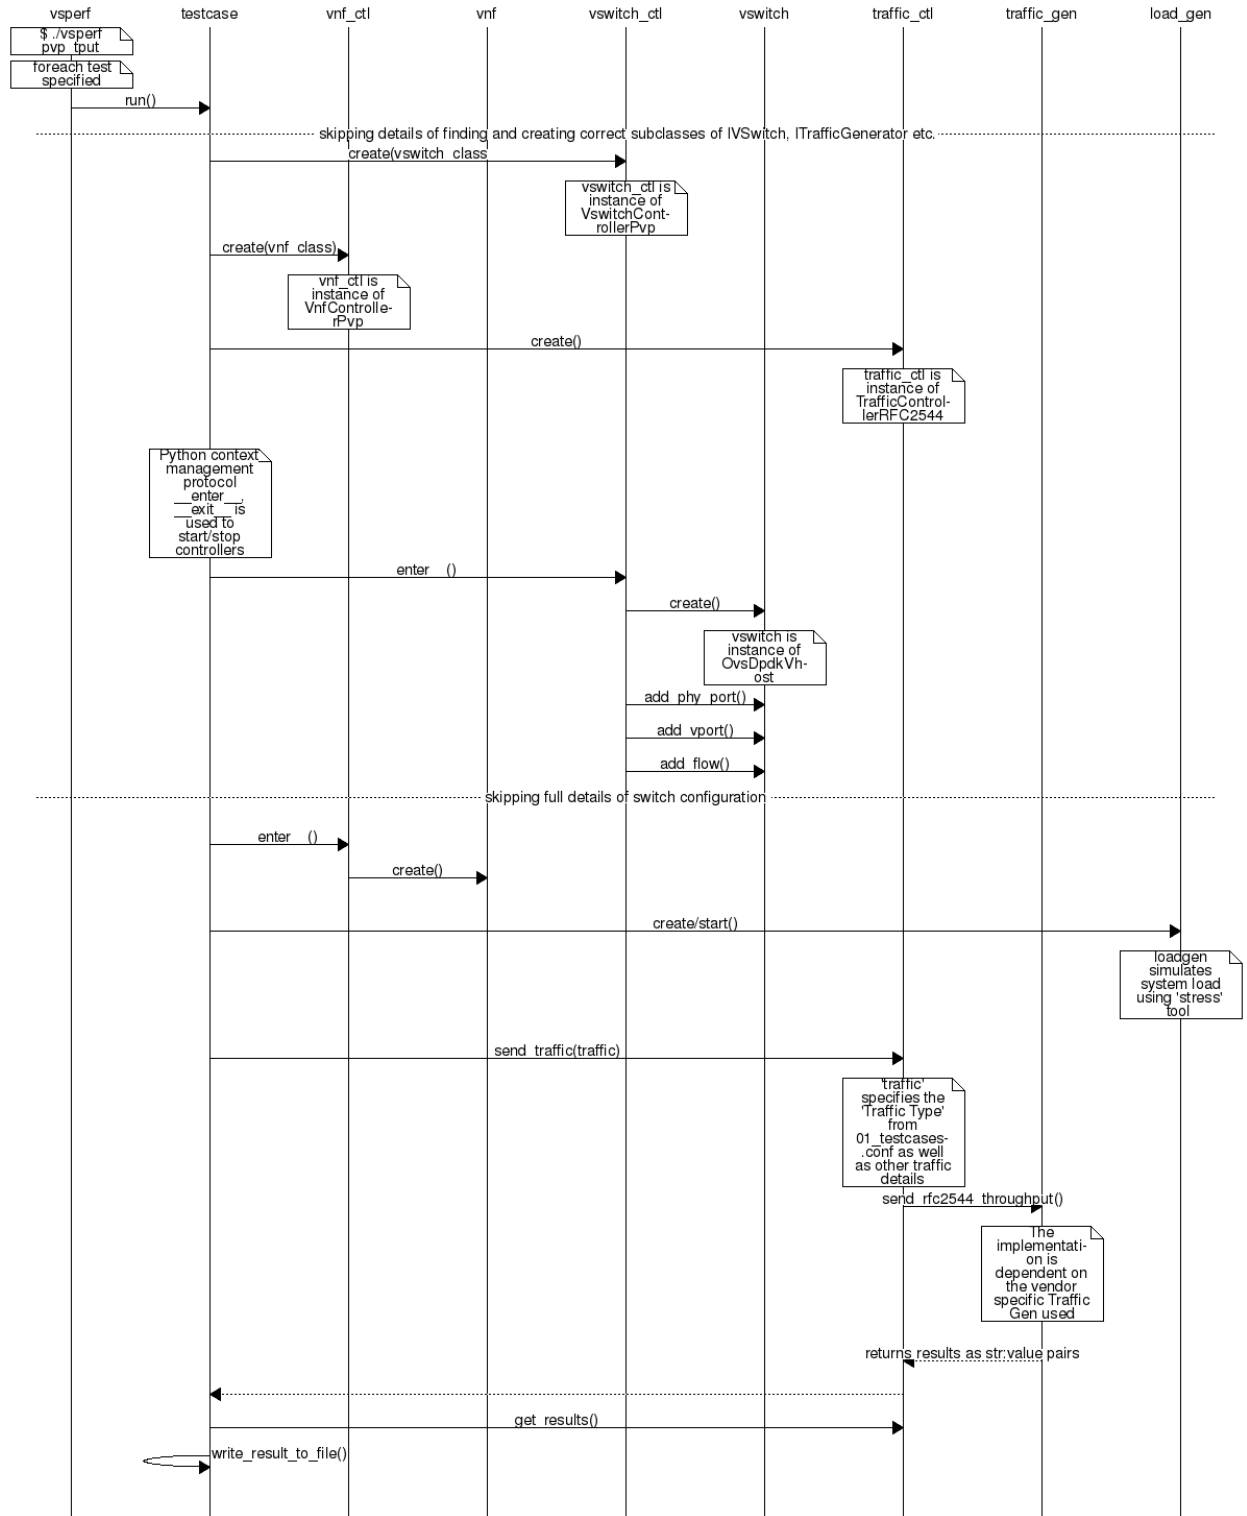 vsperf testcase vnf_ctl vnf vswitch_ctl vswitch traffic_ctl traffic_gen load_gen
$ ./vsperf
pvp_tput
foreach test
specified
run()
skipping details of finding and creating correct subclasses of IVSwitch, ITrafficGenerator etc.
create(vswitch_class
vswitch_ctl is
instance of
VswitchCont-
rollerPvp
create(vnf_class)
vnf_ctl is
instance of
VnfControlle-
rPvp
create()
traffic_ctl is
instance of
TrafficControl-
lerRFC2544
Python context
management
protocol
__enter__,
__exit__ is
used to
start/stop
controllers
__enter__()
create()
vswitch is
instance of
OvsDpdkVh-
ost
add_phy_port()
add_vport()
add_flow()
skipping full details of switch configuration
__enter__()
create()
create/start()
loadgen
simulates
system load
using 'stress'
tool
send_traffic(traffic)
'traffic'
specifies the
'Traffic Type'
from
01_testcases-
.conf as well
as other traffic
details
send_rfc2544_throughput()
The
implementati-
on is
dependent on
the vendor
specific Traffic
Gen used
returns results as str:value pairs
get_results()
write_result_to_file()